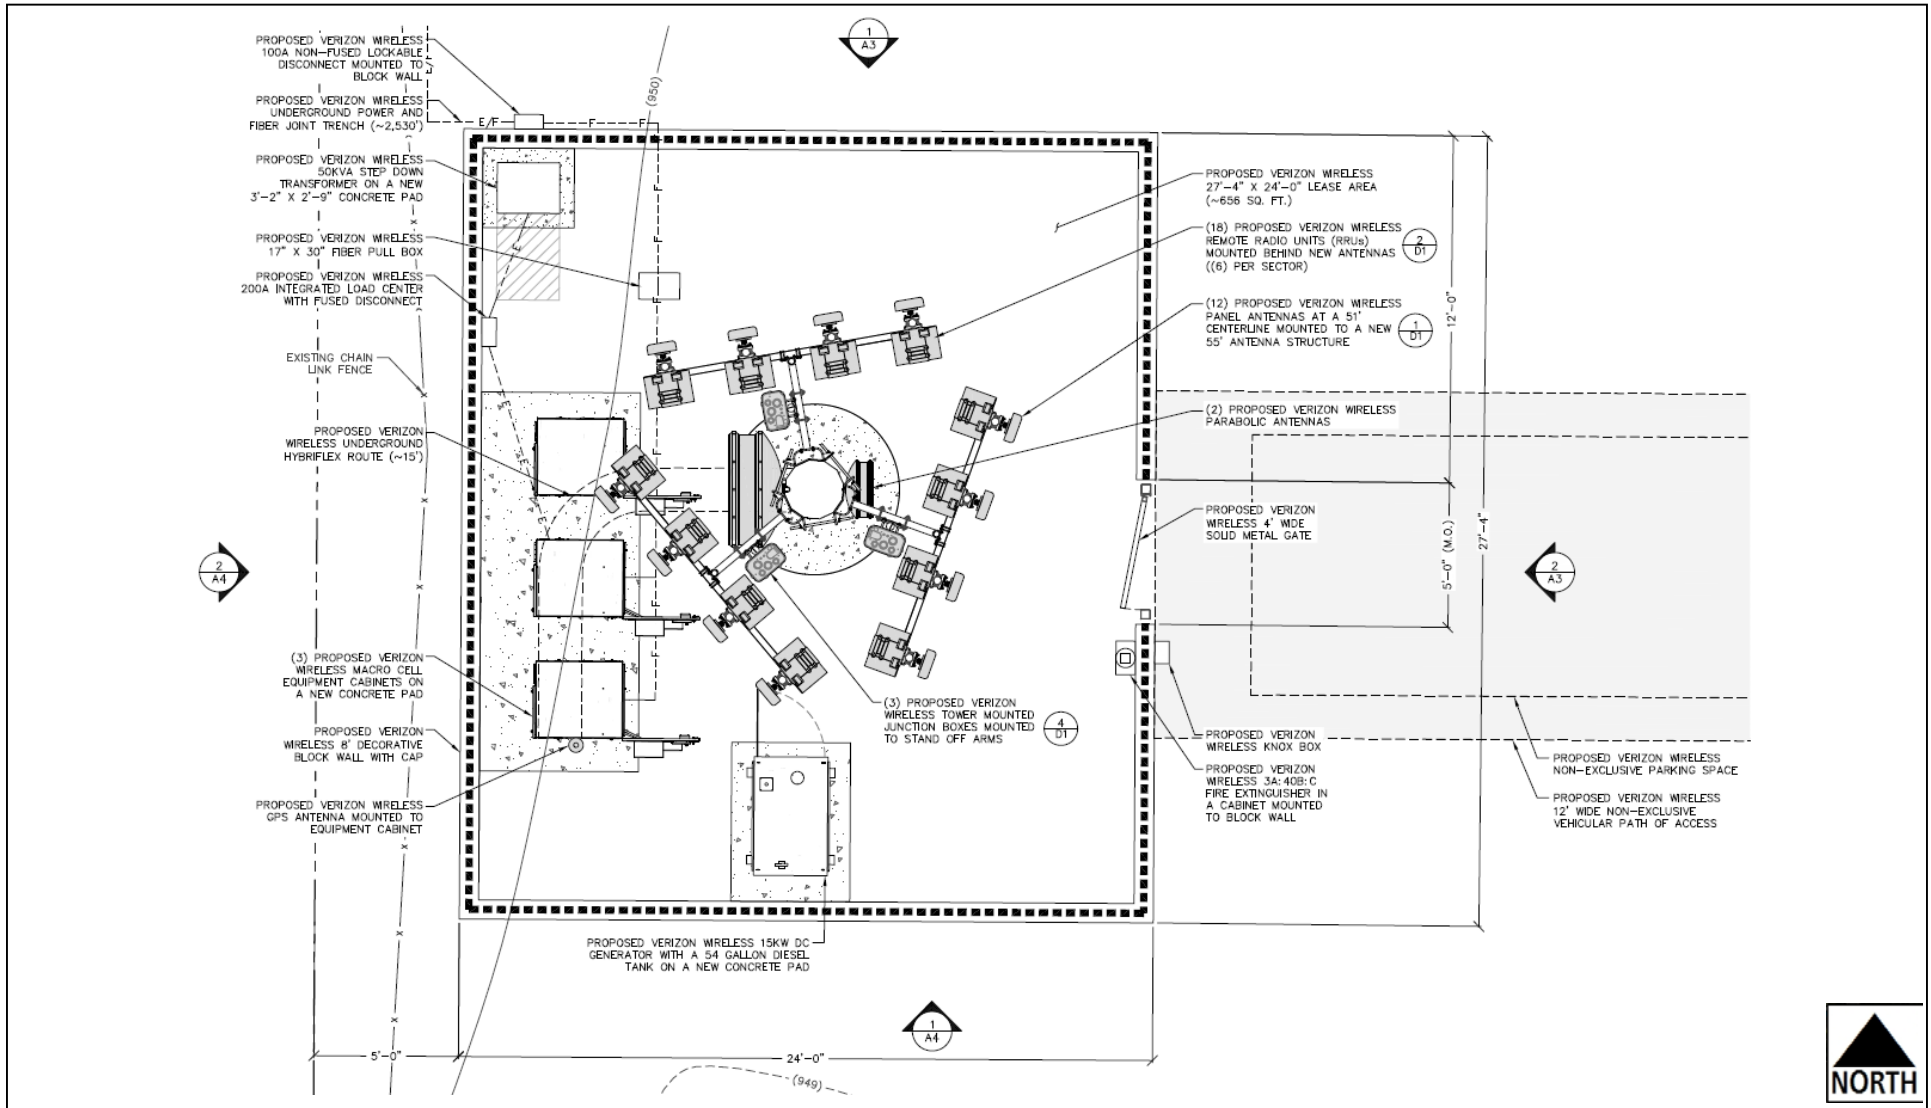 1
A3
PROPOSED VERIZON WIRELESS
100A NON-FUSED LOCKABLE
DISCONNECT MOUNTED TO
BLOCK WALL
PROPOSED VERIZON WIRELESS
UNDERGROUND POWER AND
FIBER JOINT TRENCH (~2,530')
PROPOSED VERIZON WIRELESS
50KVA STEP DOWN
TRANSFORMER ON A NEW
3'-2" X 2'-9" CONCRETE PAD
PROPOSED VERIZON WIRELESS
17" X 30" FIBER PULL BOX
PROPOSED VERIZON WIRELESS
200A INTEGRATED LOAD CENTER
WITH FUSED DISCONNECT
EXISTING CHAIN
LINK FENCE
PROPOSED VERIZON
WIRELESS UNDERGROUND
HYBRIFLEX ROUTE (~15')
2
A4
(3) PROPOSED VERIZON
WIRELESS MACRO CELL
EQUIPMENT CABINETS ON
A NEW CONCRETE PAD
PROPOSED VERIZON
WIRELESS 8' DECORATIVE
BLOCK WALL WITH CAP
PROPOSED VERIZON WIRELESS
GPS ANTENNA MOUNTED TO
EQUIPMENT CABINET
(950)
E/F
F
F
F
F
F
F
F
F
E
E
E
X
X
X
X
X
X
X
X
PROPOSED VERIZON WIRELESS
27'-4" X 24'-0" LEASE AREA
(~656 SQ. FT.)
(18) PROPOSED VERIZON WIRELESS
REMOTE RADIO UNITS (RRUs)
MOUNTED BEHIND NEW ANTENNAS
((6) PER SECTOR)
2
D1
(12) PROPOSED VERIZON WIRELESS
PANEL ANTENNAS AT A 51'
CENTERLINE MOUNTED TO A NEW
55' ANTENNA STRUCTURE
1
D1
(2) PROPOSED VERIZON WIRELESS
PARABOLIC ANTENNAS
PROPOSED VERIZON
WIRELESS 4' WIDE
SOLID METAL GATE
12'-0"
5'-0" (M.O.)
27'-4"
2
A3
(3) PROPOSED VERIZON
WIRELESS TOWER MOUNTED
JUNCTION BOXES MOUNTED
TO STAND OFF ARMS
4
D1
PROPOSED VERIZON
WIRELESS KNOX BOX
PROPOSED VERIZON
WIRELESS 3A:40B:C
FIRE EXTINGUISHER IN
A CABINET MOUNTED
TO BLOCK WALL
PROPOSED VERIZON WIRELESS
NON-EXCLUSIVE PARKING SPACE
PROPOSED VERIZON WIRELESS
12' WIDE NON-EXCLUSIVE
VEHICULAR PATH OF ACCESS
PROPOSED VERIZON WIRELESS 15KW DC
GENERATOR WITH A 54 GALLON DIESEL
TANK ON A NEW CONCRETE PAD
1
A4
5'-0"
24'-0"
(949)
NORTH